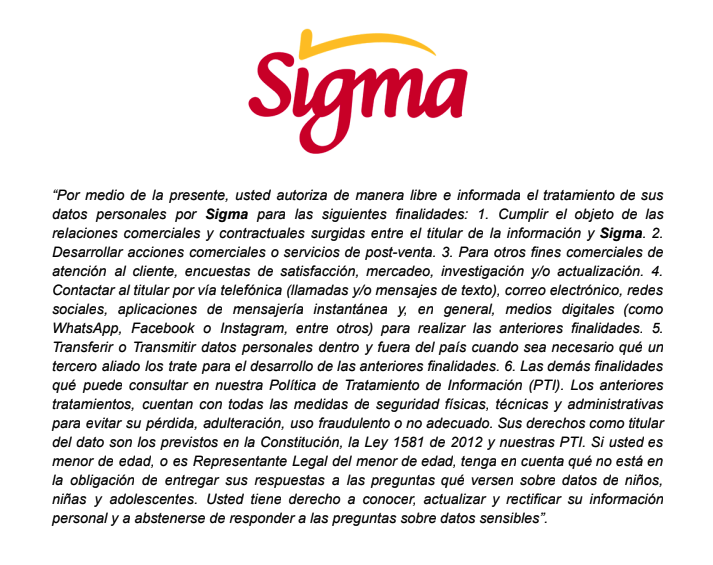 Sigma
“Por medio de la presente, usted autoriza de manera libre e informada el tratamiento de sus
datos personales por Sigma para las siguientes finalidades: 1. Cumplir el objeto de las
relaciones comerciales y contractuales surgidas entre el titular de la información y Sigma. 2.
Desarrollar acciones comerciales o servicios de post-venta. 3. Para otros fines comerciales de
atención al cliente, encuestas de satisfacción, mercadeo, investigación y/o actualización. 4.
Contactar al titular por vía telefónica (llamadas y/o mensajes de texto), correo electrónico, redes
sociales, aplicaciones de mensajería instantánea y, en general, medios digitales (como
WhatsApp, Facebook o Instagram, entre otros) para realizar las anteriores finalidades. 5.
Transferir o Transmitir datos personales dentro y fuera del país cuando sea necesario qué un
tercero aliado los trate para el desarrollo de las anteriores finalidades. 6. Las demás finalidades
qué puede consultar en nuestra Política de Tratamiento de Información (PTI). Los anteriores
tratamientos, cuentan con todas las medidas de seguridad físicas, técnicas y administrativas
para evitar su pérdida, adulteración, uso fraudulento o no adecuado. Sus derechos como titular
del dato son los previstos en la Constitución, la Ley 1581 de 2012 y nuestras PTI. Si usted es
menor de edad, o es Representante Legal del menor de edad, tenga en cuenta qué no está en
la obligación de entregar sus respuestas a las preguntas qué versen sobre datos de niños,
niñas y adolescentes. Usted tiene derecho a conocer, actualizar y rectificar su información
personal y a abstenerse de responder a las preguntas sobre datos sensibles”.